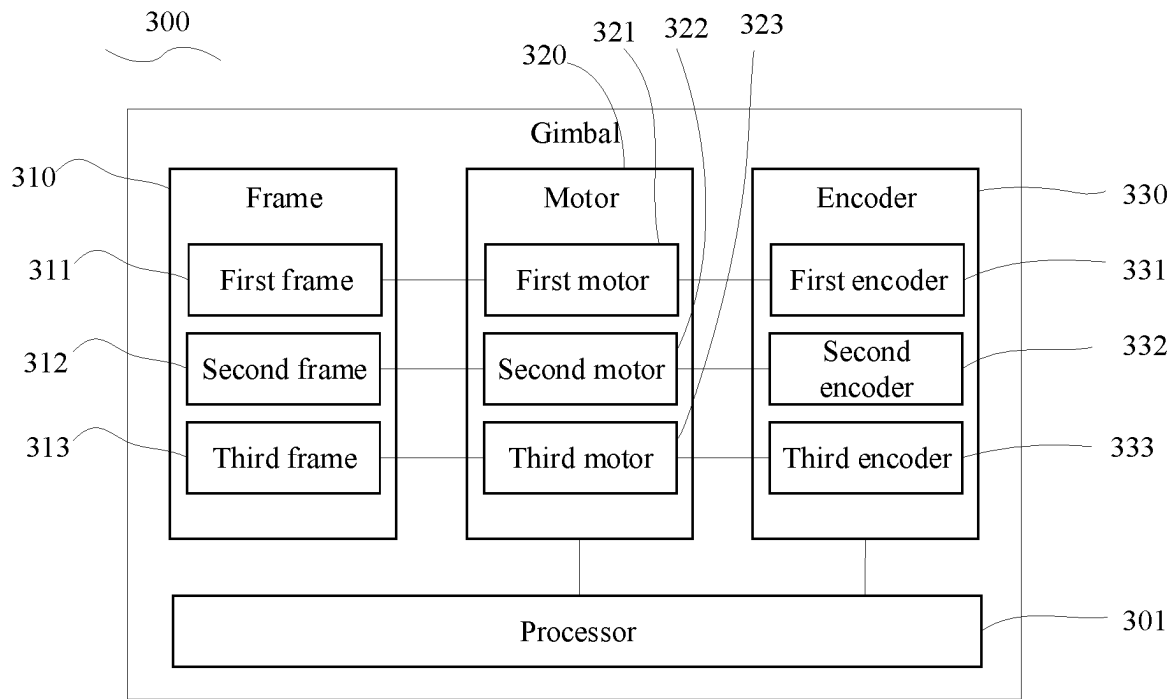 300
320
321
322
323
Gimbal
310
Frame
Motor
Encoder
330
311
First frame
First motor
First encoder
331
312
Second frame
Second motor
Second
encoder
332
313
Third frame
Third motor
Third encoder
333
Processor
301